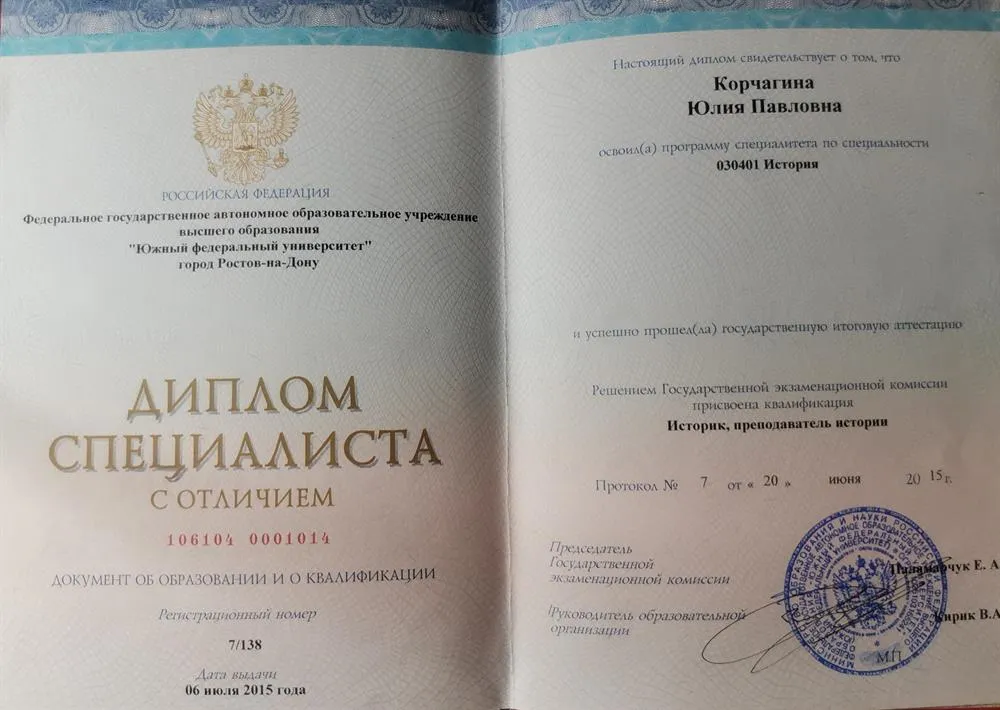 РОССИЙСКАЯ ФЕДЕРАЦИЯ
Федеральное государственное автономное образовательное учреждение
высшего образования
"Южный федеральный университет"
город Ростов-на-Дону
ДИПЛОМ
СПЕЦИАЛИСТА
С ОТЛИЧИЕМ
106104 0001014
ДОКУМЕНТ ОБ ОБРАЗОВАНИИ И О КВАЛИФИКАЦИИ
Регистрационный номер
7/138
Дата выдачи
06 июля 2015 года
Настоящий диплом свидетельствует о том, что
Корчагина
Юлия Павловна
освоил(а) программу специалитета по специальности
030401 История
и успешно прошел(ла) государственную итоговую аттестацию
Решением Государственной экзаменационной комиссии
присвоена квалификация
Историк, преподаватель истории
Протокол № 7 от « 20 » июня 20 15 г.
Председатель
Государственной
экзаменационной комиссии
Паламарчук Е. А.
Руководитель образовательной
организации
Кирик В.А
М.П.